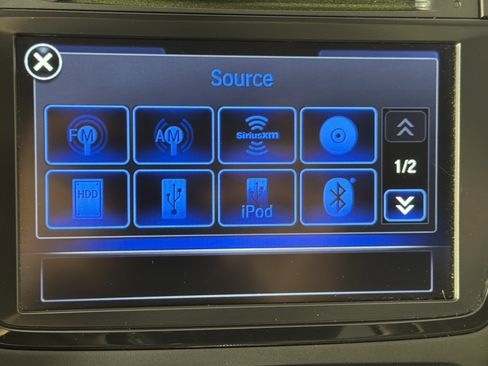 Source
FM
AM
SiriusXM
1/2
HDD
iPod